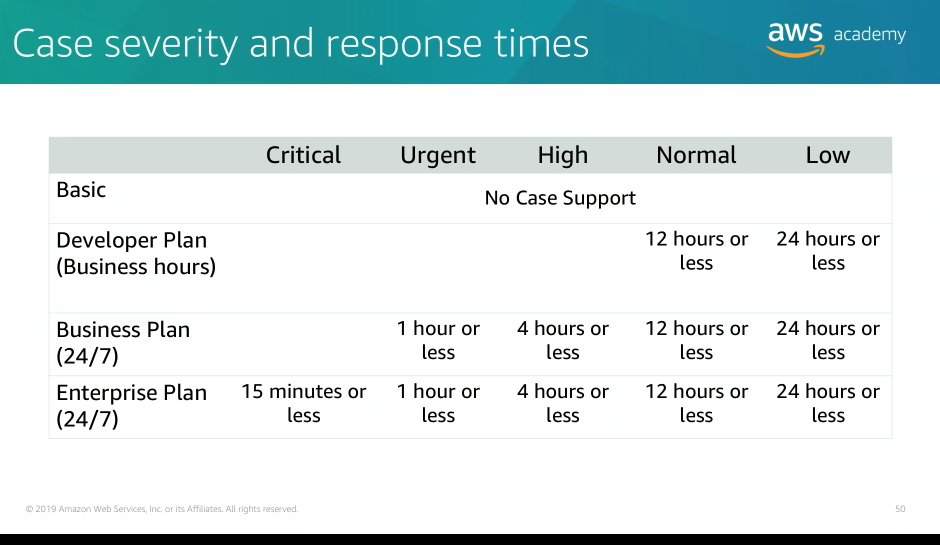 Case severity and response times
aws academy
Critical Urgent High Normal Low
Basic
No Case Support
Developer Plan 12 hours or 24 hours or
(Business hours) less less
Business Plan 1 hour or 4 hours or 12 hours or 24 hours or
(24/7) less less less less
Enterprise Plan 15 minutes or 1 hour or 4 hours or 12 hours or 24 hours or
(24/7) less less less less less
© 2019 Amazon Web Services, Inc. or its Affiliates. All rights reserved. 50